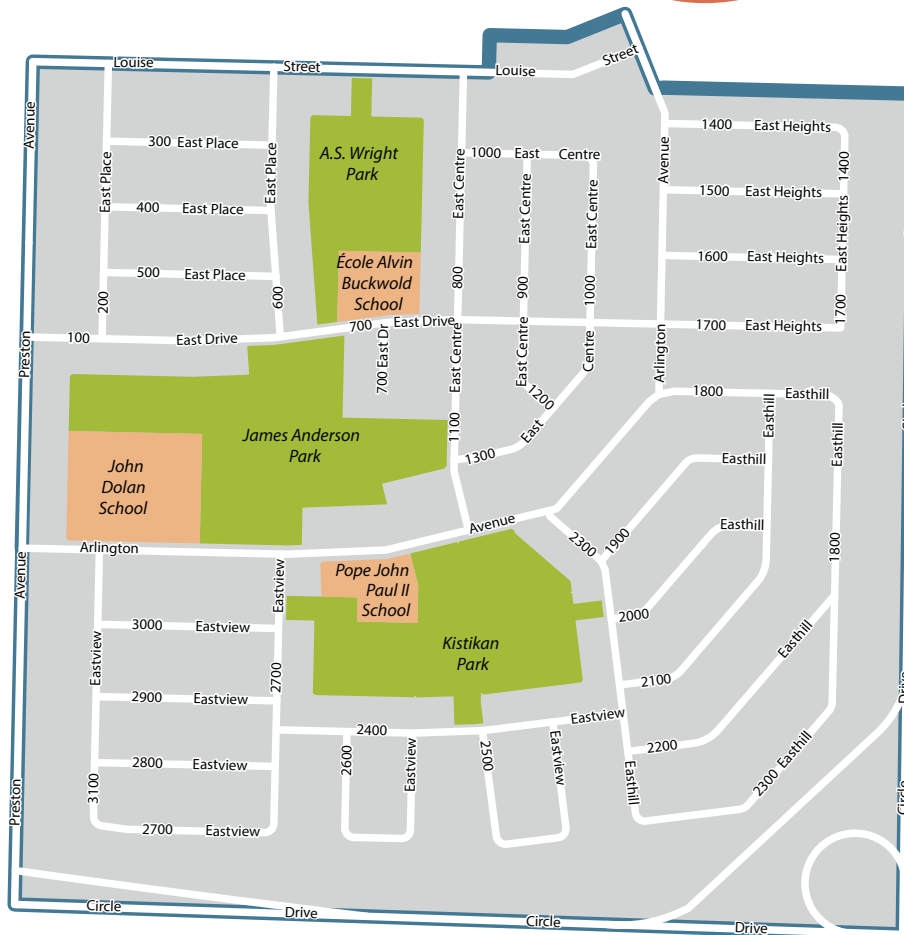 Louise
Street
Louise
Street
Avenue
East Place
East Place
300 East Place
400 East Place
500 East Place
200
600
A.S. Wright
Park
École Alvin
Buckwold
School
East Centre
800
1000 East Centre
East Centre
900
East Centre
1000
Avenue
1400 East Heights
1400
1500 East Heights
East Heights
1600 East Heights
1700
1700 East Heights
Preston
100 East Drive
700 East Drive
700 East Dr
East Centre
East Centre
Centre
Arlington
1100
1200
East
1300
James Anderson
Park
John
Dolan
School
1800 Easthill
Easthill
Easthill
Easthill
Easthill
1800
Arlington
Avenue
2300
1900
2000
2100
2200
Easthill
2300 Easthill
Easthill
Avenue
Eastview
Eastview
Pope John
Paul II
School
Kistikan
Park
3000 Eastview
2700
2900 Eastview
2800 Eastview
3100
2700 Eastview
2400
Eastview
2600
Eastview
2500
Eastview
Preston
Drive
Circle
Circle
Drive
Circle
Drive